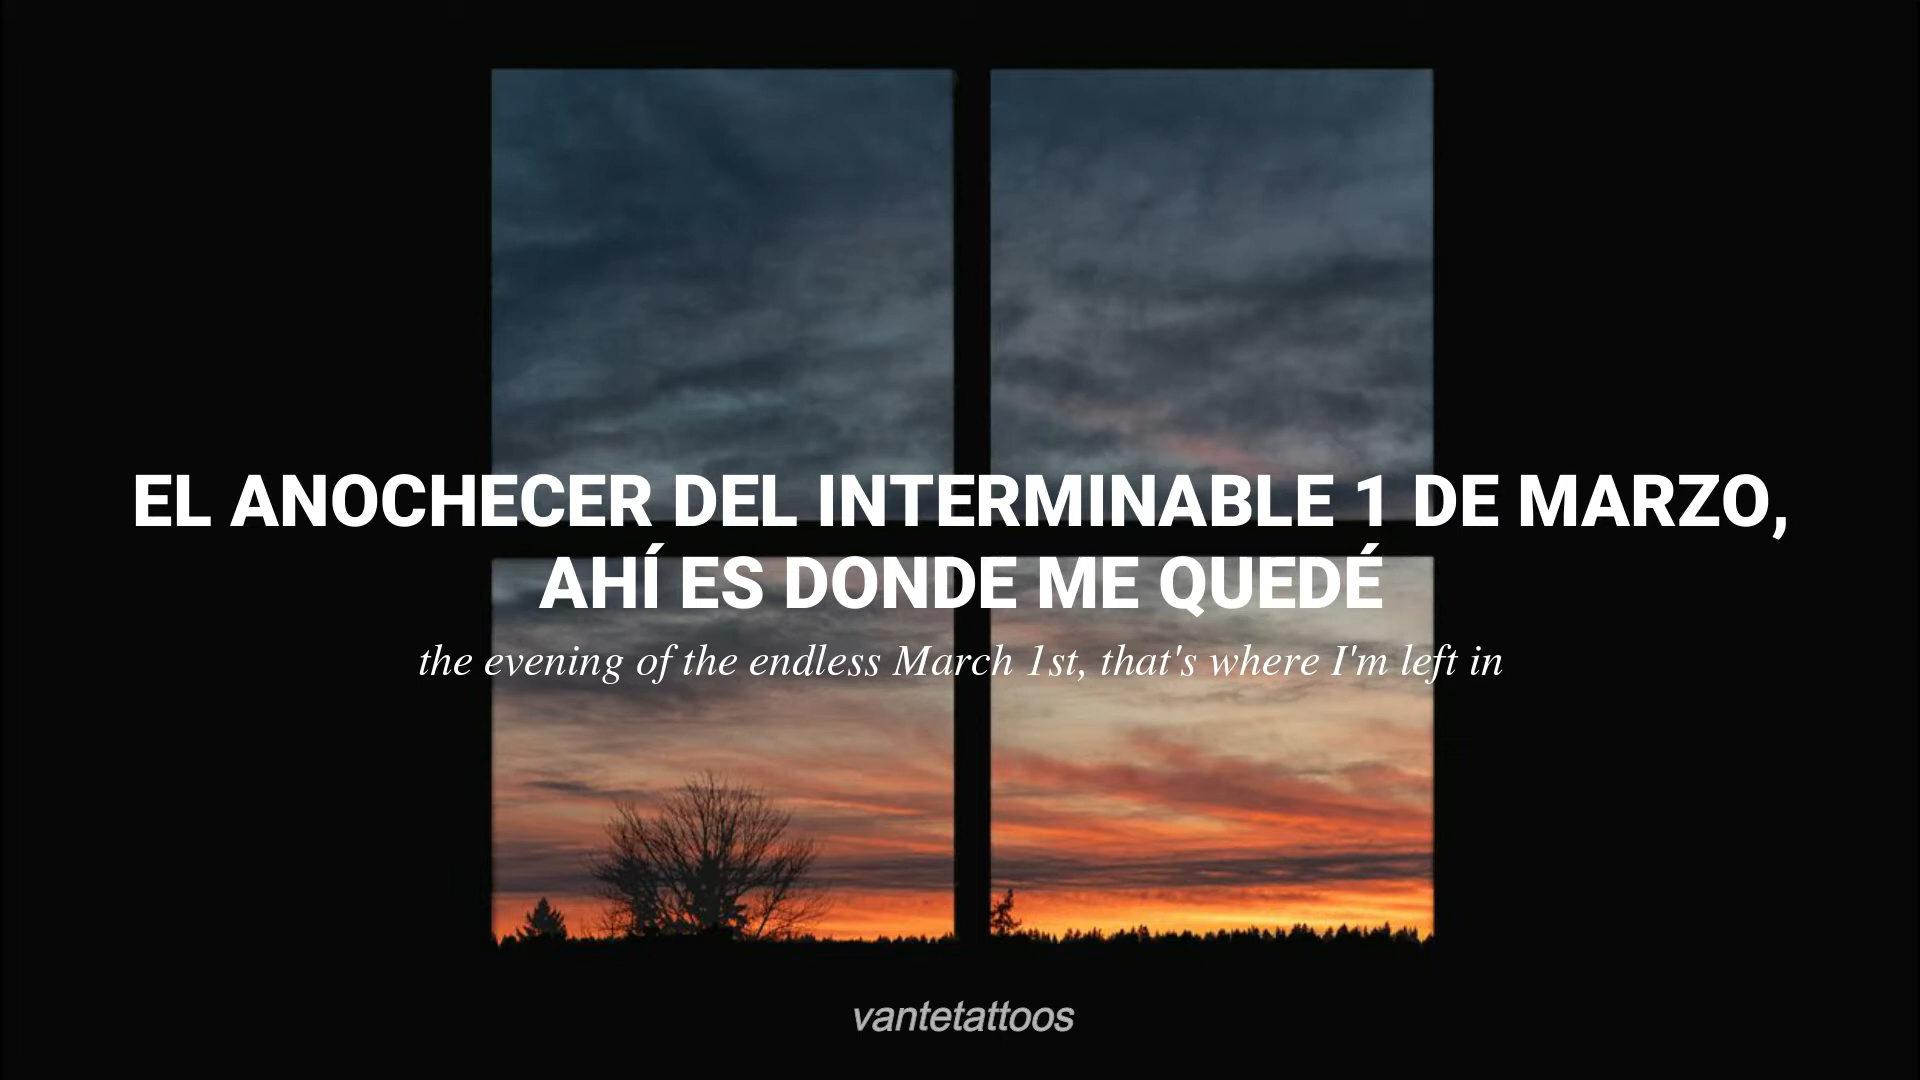 EL ANOCHECER DEL INTERMINABLE 1 DE MARZO,
AHÍ ES DONDE ME QUEDÉ
the evening of the endless March 1st, that's where I'm left in
vantetattoos